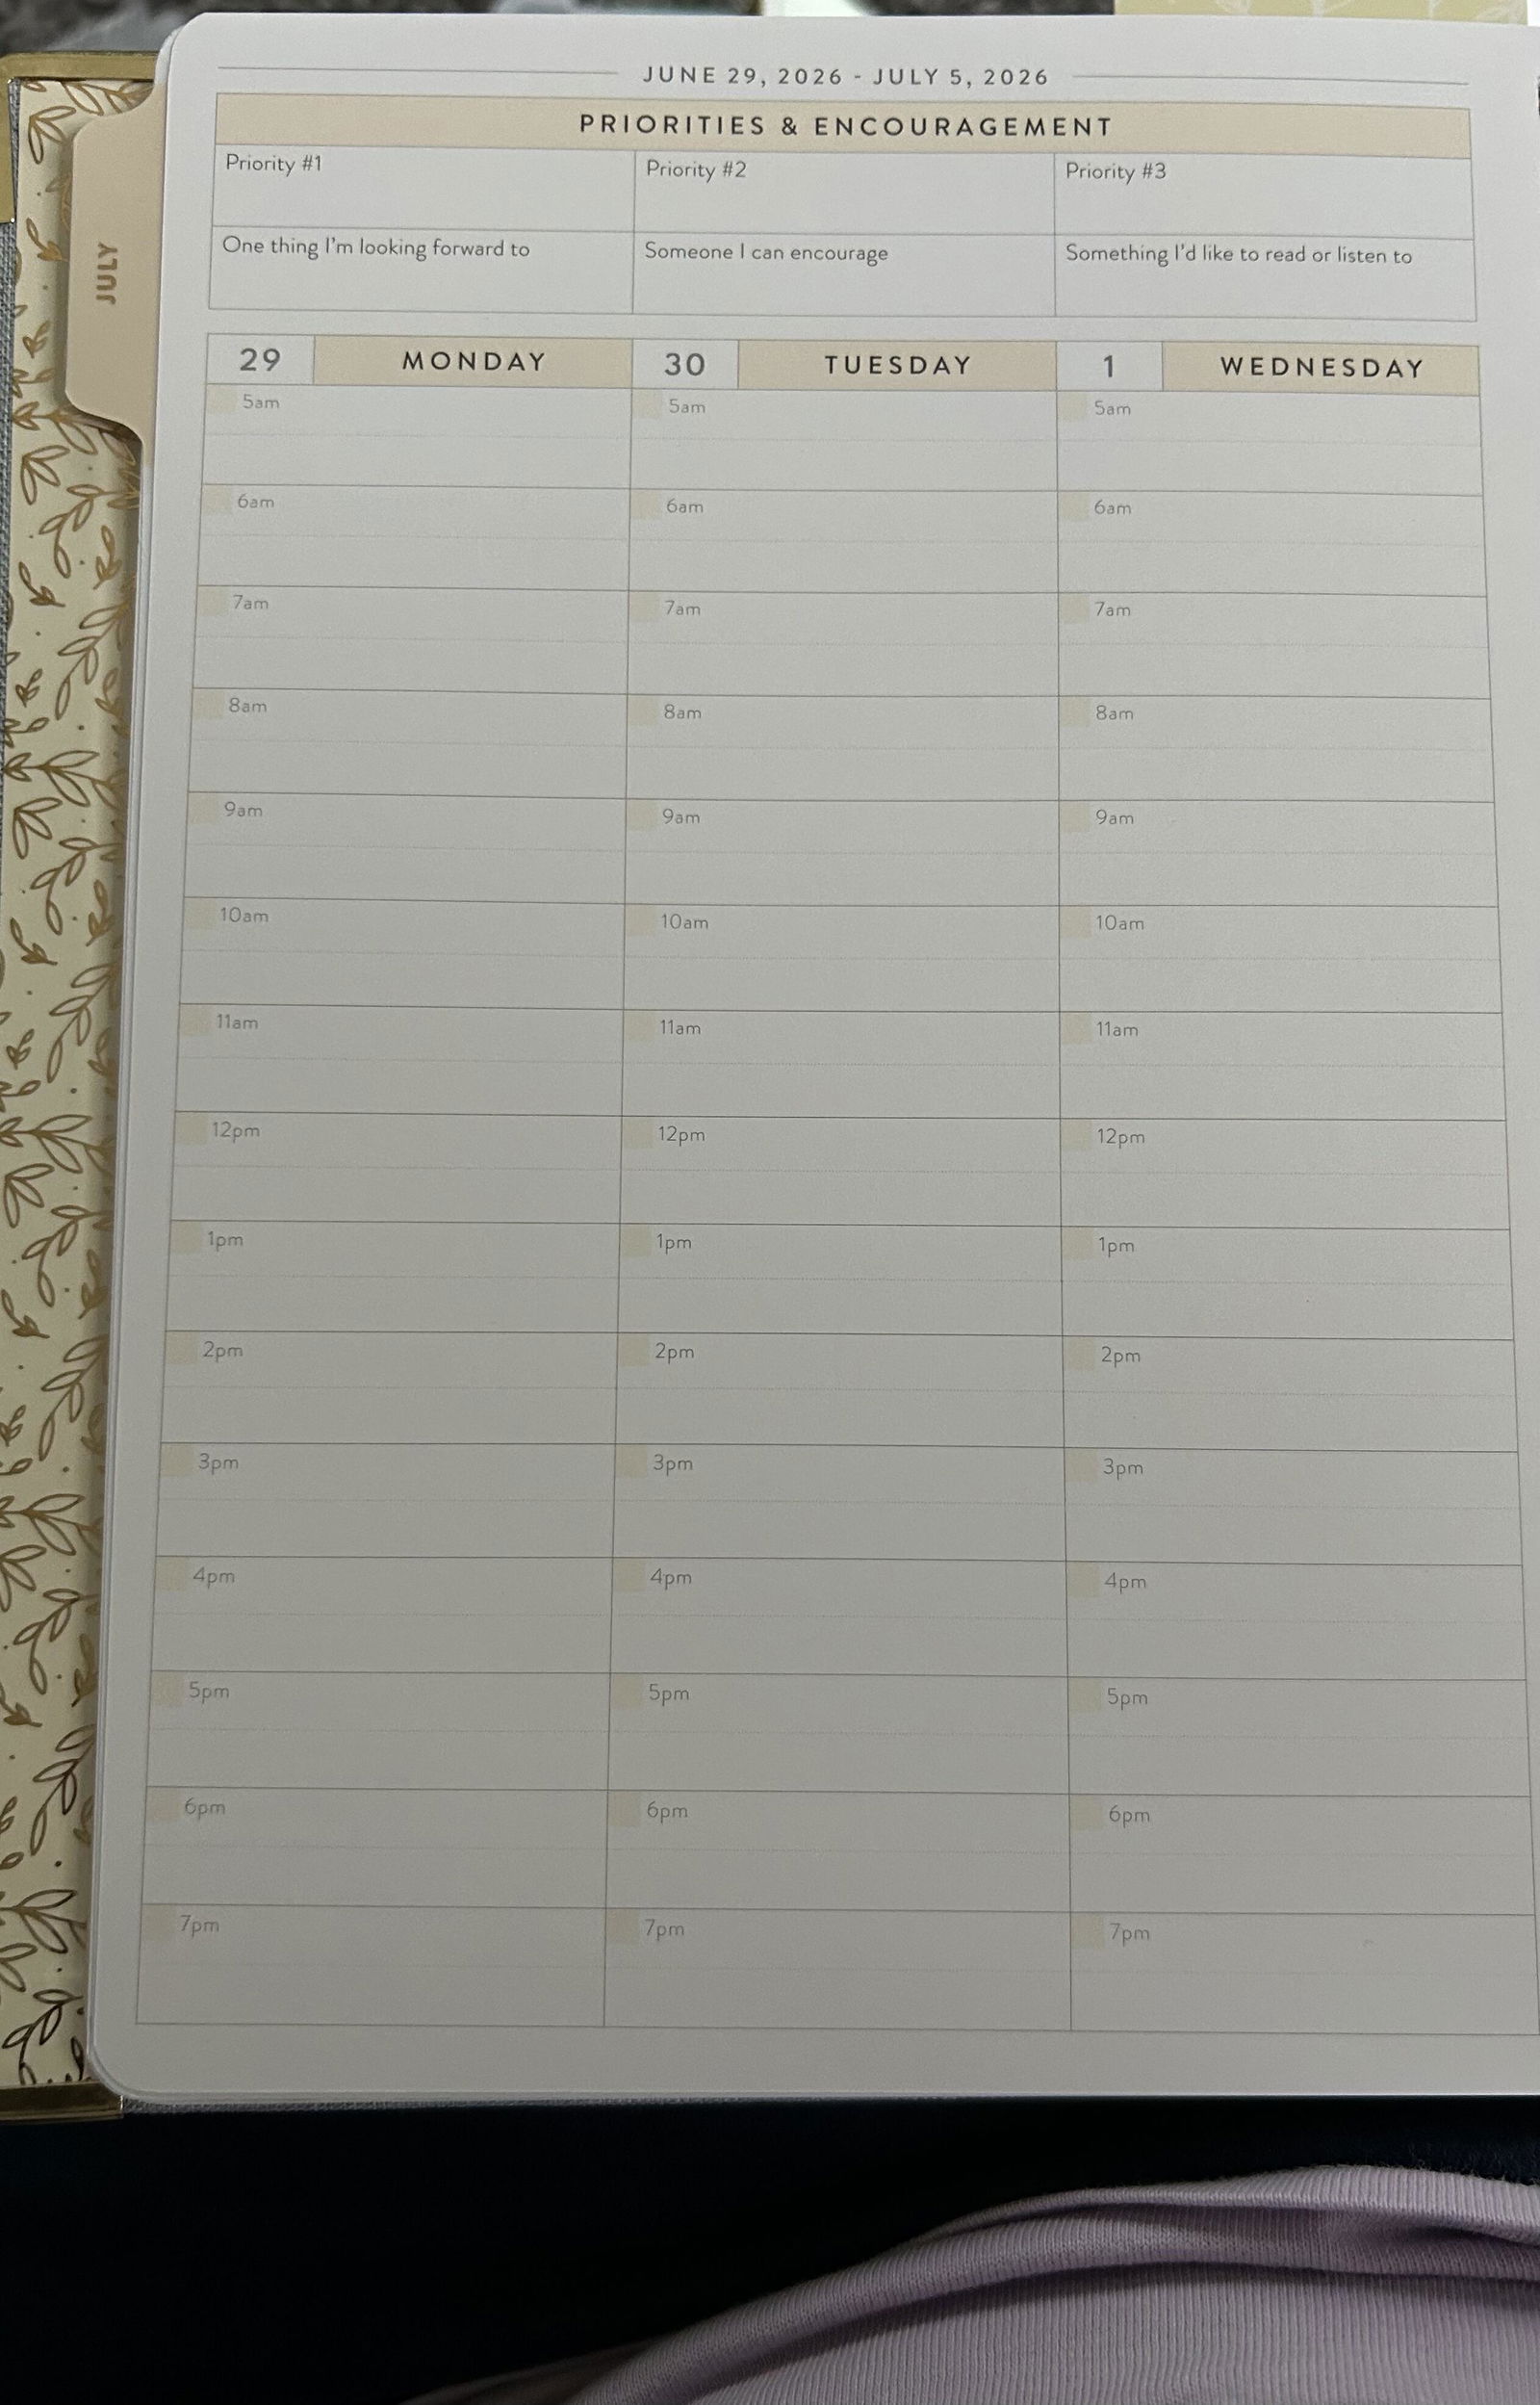 JUNE 29, 2026 - JULY 5, 2026
PRIORITIES & ENCOURAGEMENT
Priority #1 Priority #2 Priority #3
One thing I'm looking forward to Someone I can encourage Something I'd like to read or listen to
JULY
29 MONDAY 30 TUESDAY 1 WEDNESDAY
5am 5am 5am
6am 6am 6am
7am 7am 7am
8am 8am 8am
9am 9am 9am
10am 10am 10am
11am 11am 11am
12pm 12pm 12pm
1pm 1pm 1pm
2pm 2pm 2pm
3pm 3pm 3pm
4pm 4pm 4pm
5pm 5pm 5pm
6pm 6pm 6pm
7pm 7pm 7pm